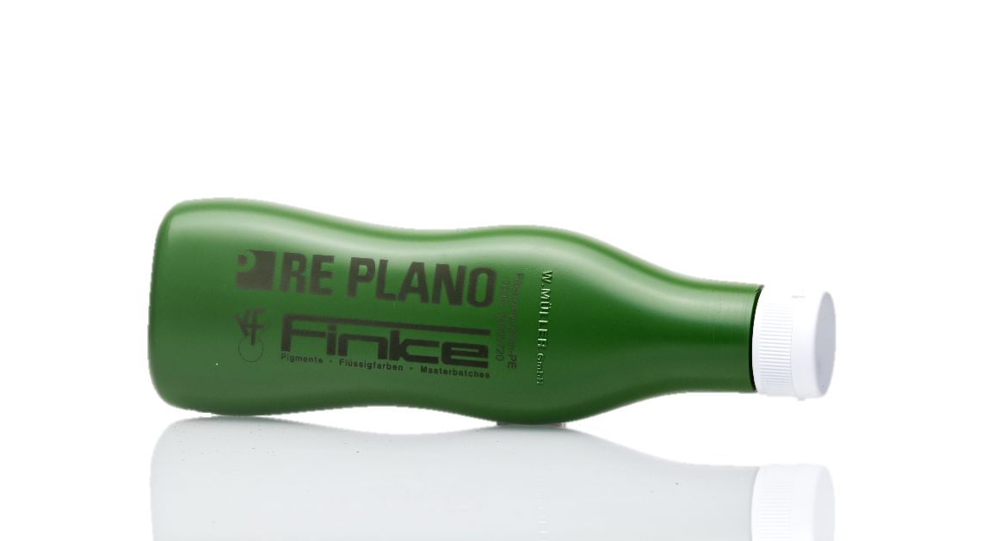 RE PLANO
Finke
Pigmente • Flüssigfarben • Masterbatches
W.MÜLLER GmbH